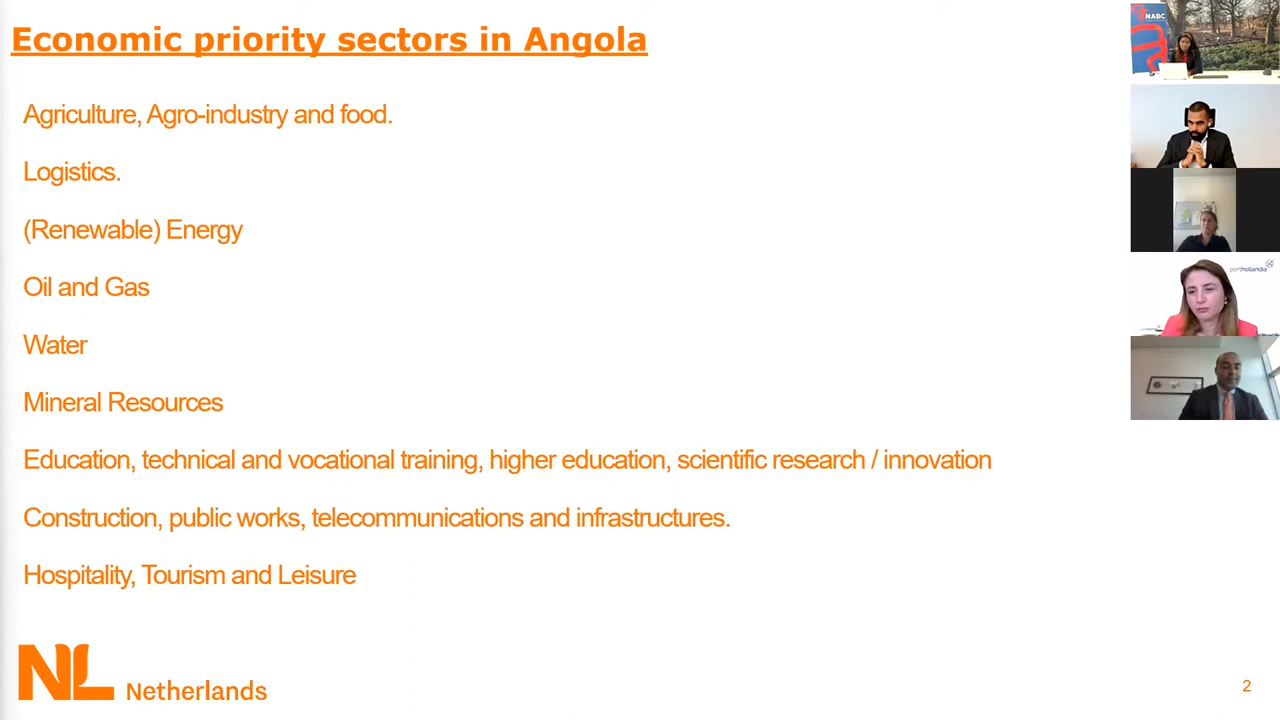 Economic priority sectors in Angola
Agriculture, Agro-industry and food.
Logistics.
(Renewable) Energy
Oil and Gas
Water
Mineral Resources
Education, technical and vocational training, higher education, scientific research / innovation
Construction, public works, telecommunications and infrastructures.
Hospitality, Tourism and Leisure
NL Netherlands
2
NABC
porthollandia